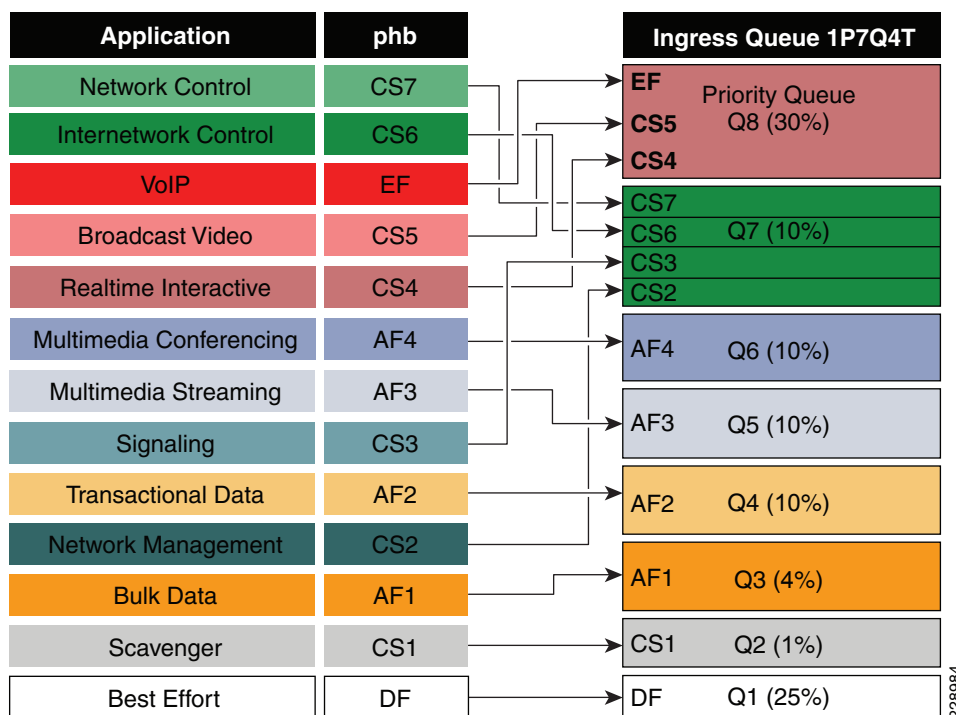 Application phb Ingress Queue 1P7Q4T
Network Control CS7
Internetwork Control CS6
VoIP EF
Broadcast Video CS5
Realtime Interactive CS4
Multimedia Conferencing AF4
Multimedia Streaming AF3
Signaling CS3
Transactional Data AF2
Network Management CS2
Bulk Data AF1
Scavenger CS1
Best Effort DF
EF
Priority Queue
Q8 (30%)
CS5
CS4
CS7
CS6 Q7 (10%)
CS3
CS2
AF4 Q6 (10%)
AF3 Q5 (10%)
AF2 Q4 (10%)
AF1 Q3 (4%)
CS1 Q2 (1%)
DF Q1 (25%)
228984